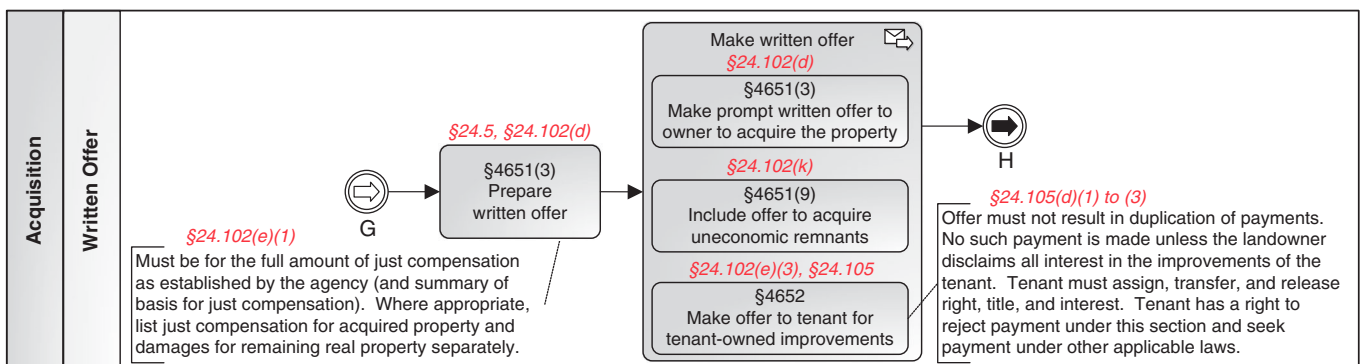 Acquisition
Written Offer
G
§24.102(e)(1)
Must be for the full amount of just compensation
as established by the agency (and summary of
basis for just compensation).  Where appropriate,
list just compensation for acquired property and
damages for remaining real property separately.
§24.5, §24.102(d)
§4651(3)
Prepare
written offer
Make written offer
§24.102(d)
§4651(3)
Make prompt written offer to
owner to acquire the property
§24.102(k)
§4651(9)
Include offer to acquire
uneconomic remnants
§24.102(e)(3), §24.105
§4652
Make offer to tenant for
tenant-owned improvements
H
§24.105(d)(1) to (3)
Offer must not result in duplication of payments.
No such payment is made unless the landowner
disclaims all interest in the improvements of the
tenant.  Tenant must assign, transfer, and release
right, title, and interest.  Tenant has a right to
reject payment under this section and seek
payment under other applicable laws.